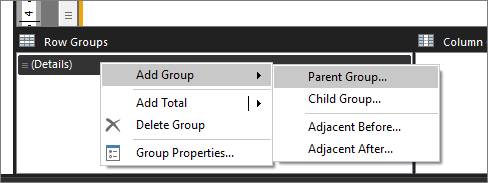 4
Row Groups
Column
(Details)
Add Group
Add Total
Delete Group
Group Properties...
Parent Group...
Child Group...
Adjacent Before...
Adjacent After...